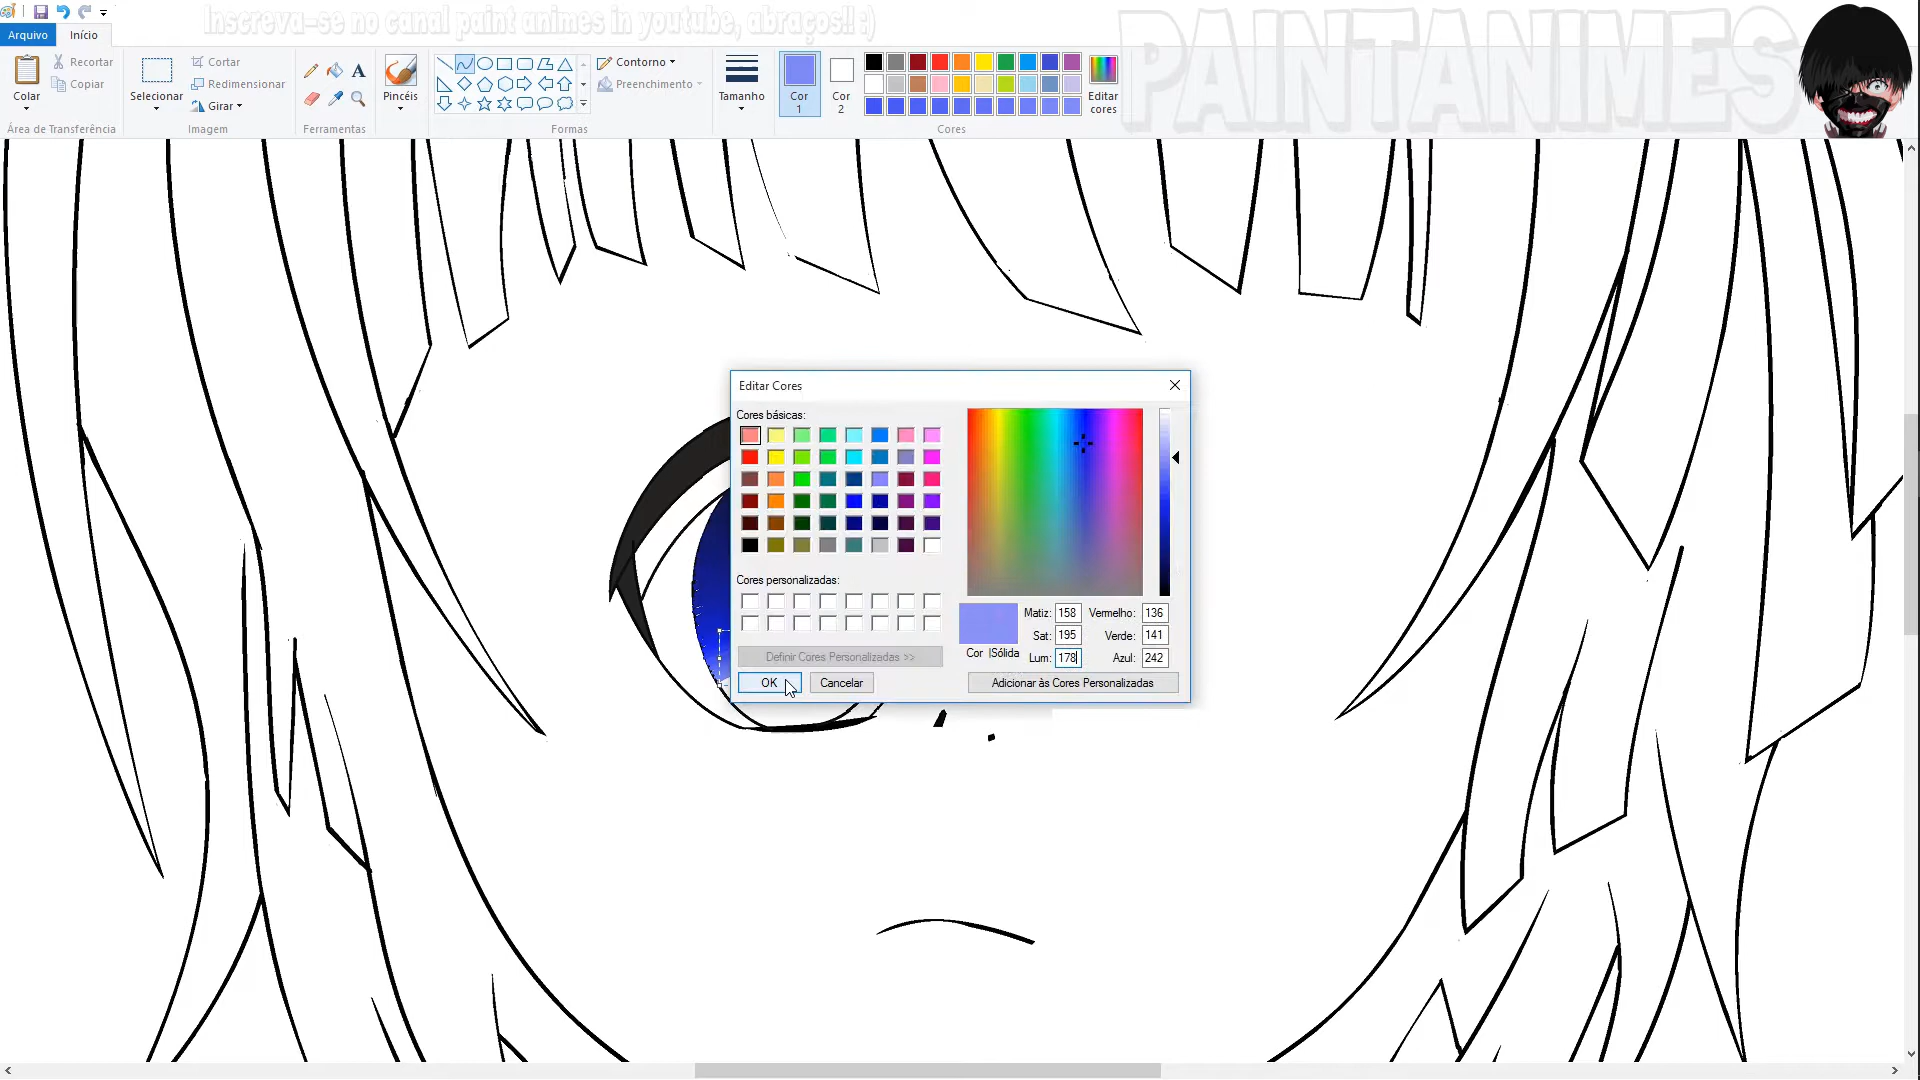 Inscreva-se no canal paint animes in youtube, abraços!! :)
PAINTANIMES
Arquivo
Início
Colar
Recortar
Copiar
Área de Transferência
Selecionar
Cortar
Redimensionar
Girar
Imagem
A
Ferramentas
Pincéis
Contorno
Preenchimento
Formas
Tamanho
Cor
1
Cor
2
Editar
cores
Cores
Editar Cores
Cores básicas:
Cores personalizadas:
Definir Cores Personalizadas >>
OK
Cancelar
Cor |Sólida
Matiz: 158
Vermelho: 136
Sat: 195
Verde: 141
Lum: 178
Azul: 242
Adicionar às Cores Personalizadas